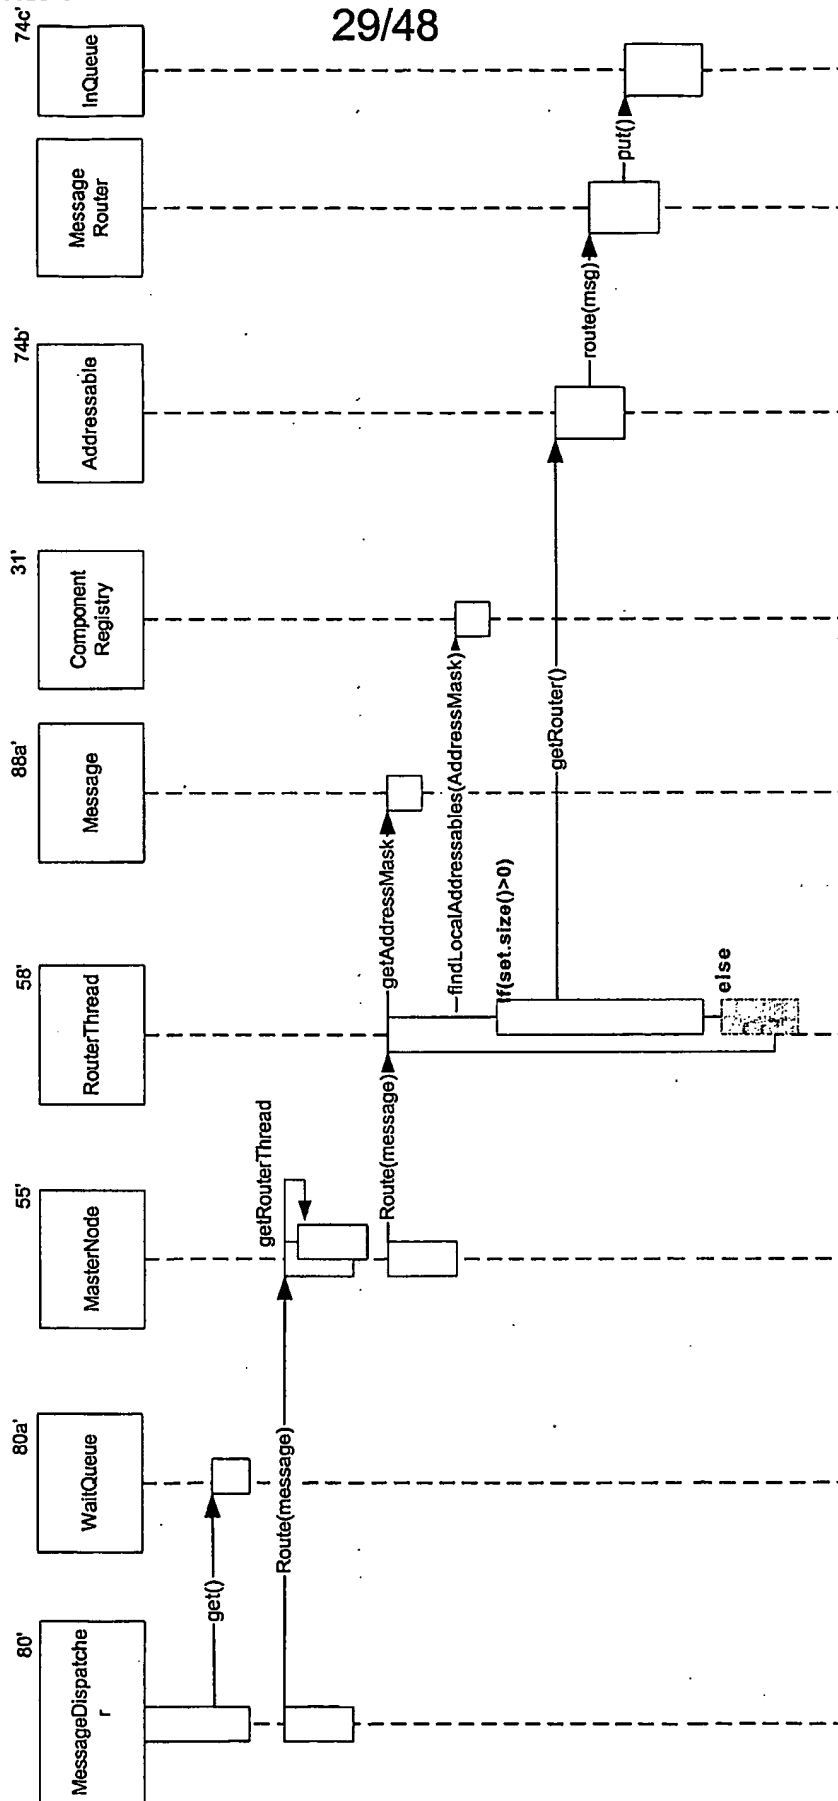 29/48
80'
MessageDispatche
r
80a'
WaitQueue
55'
MasterNode
58'
RouterThread
88a'
Message
31'
Component
Registry
74b'
Addressable
Message
Router
74c'
InQueue
get()
Route(message)
getRouterThread
Route(message)
getAddressMask
findLocalAddressables(AddressMask)
if(set.size()>0)
getRouter()
route(msg)
put()
else